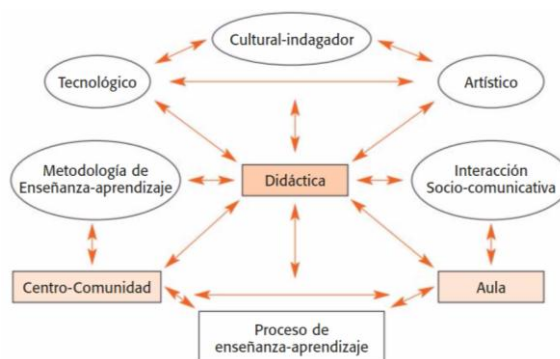 Cultural-indagador
Tecnológico
Artístico
Metodología de
Enseñanza-aprendizaje
Didáctica
Interacción
Socio-comunicativa
Centro-Comunidad
Aula
Proceso de
enseñanza-aprendizaje